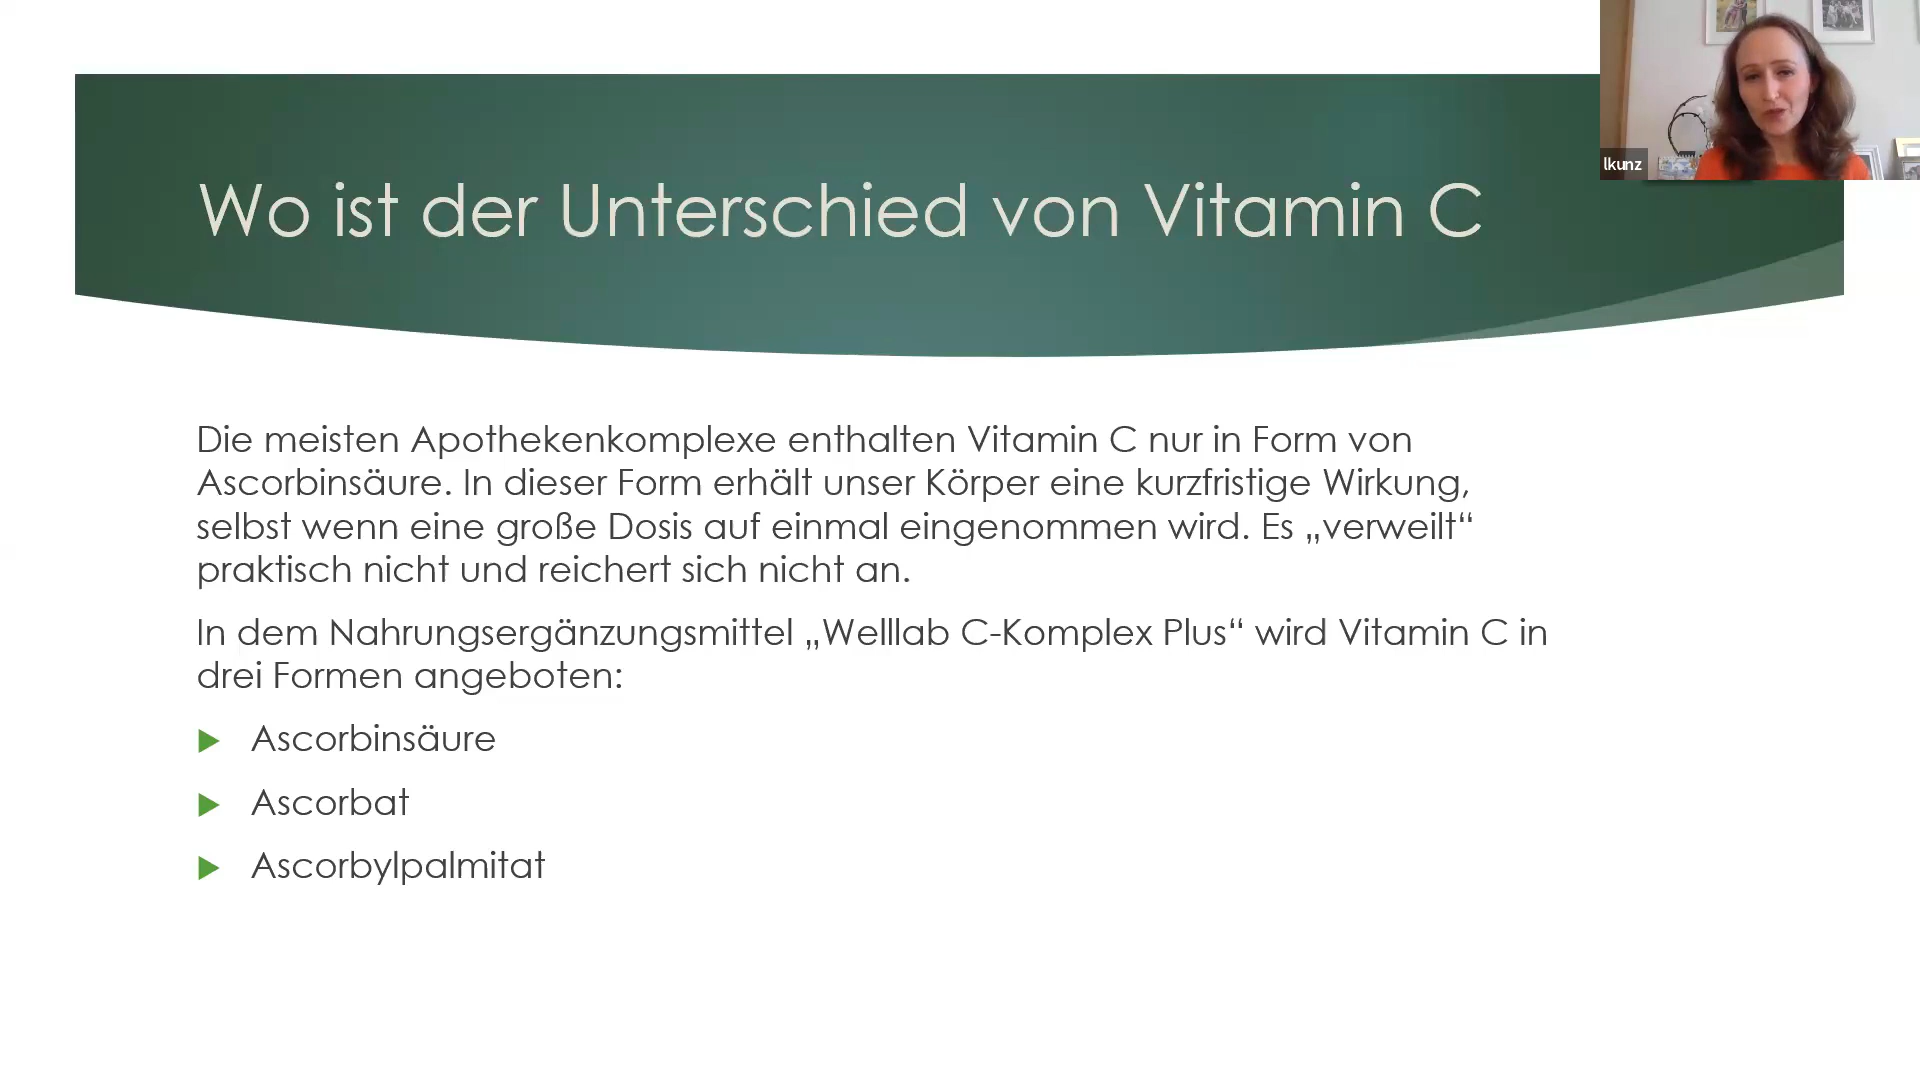 Wo ist der Unterschied von Vitamin C
lkunz
Die meisten Apothekenkomplexe enthalten Vitamin C nur in Form von
Ascorbinsäure. In dieser Form erhält unser Körper eine kurzfristige Wirkung,
selbst wenn eine große Dosis auf einmal eingenommen wird. Es „verweilt“
praktisch nicht und reichert sich nicht an.
In dem Nahrungsergänzungsmittel „Welllab C-Komplex Plus“ wird Vitamin C in
drei Formen angeboten:
Ascorbinsäure
Ascorbat
Ascorbylpalmitat